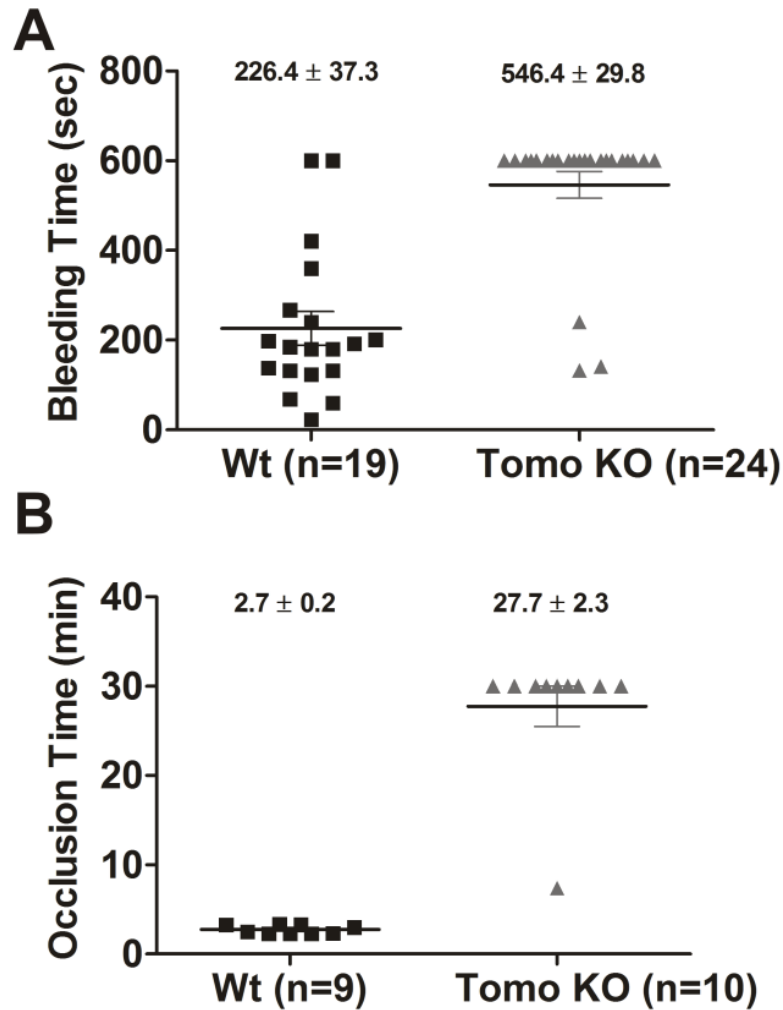 A
Bleeding Time (sec)
800
600
400
200
0
226.4 ± 37.3
546.4 ± 29.8
Wt (n=19)
Tomo KO (n=24)
B
Occlusion Time (min)
40
30
20
10
0
2.7 ± 0.2
27.7 ± 2.3
Wt (n=9)
Tomo KO (n=10)